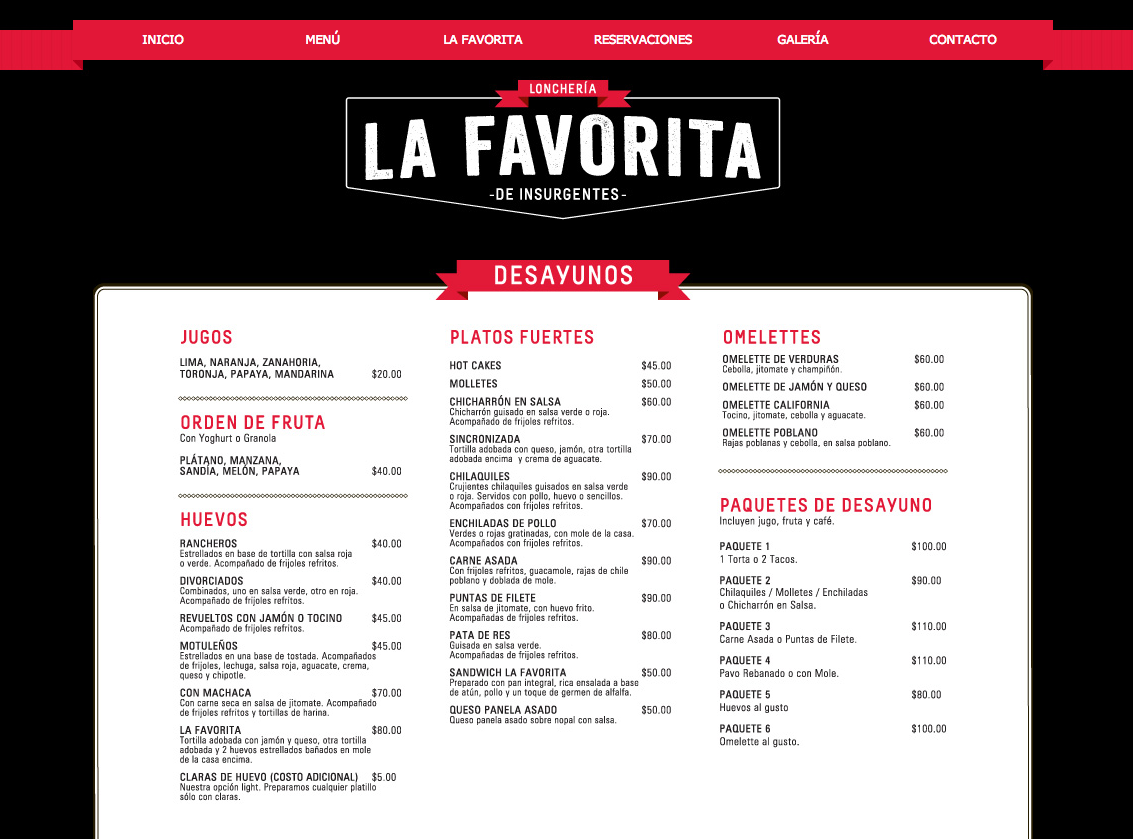 INICIO
MENÚ
LA FAVORITA
RESERVACIONES
GALERÍA
CONTACTO
LONCHERÍA
LA FAVORITA
-DE INSURGENTES-
DESAYUNOS
JUGOS
LIMA, NARANJA, ZANAHORIA,
TORONJA, PAPAYA, MANDARINA $20.00
ORDEN DE FRUTA
Con Yoghurt o Granola
PLÁTANO, MANZANA,
SANDÍA, MELÓN, PAPAYA $40.00
HUEVOS
RANCHEROS $40.00
Estrellados en base de tortilla con salsa roja
o verde. Acompañado de frijoles refritos.
DIVORCIADOS $40.00
Combinados, uno en salsa verde, otro en roja.
Acompañado de frijoles refritos.
REVUELTOS CON JAMÓN O TOCINO $45.00
Acompañado de frijoles refritos.
MOTULEÑOS $45.00
Estrellados en una base de tostada. Acompañados
de frijoles, lechuga, salsa roja, aguacate, crema,
queso y chipotle.
CON MACHACA $70.00
Con carne seca en salsa de jitomate. Acompañado
de frijoles refritos y tortillas de harina.
LA FAVORITA $80.00
Tortilla adobada con jamón y queso, otra tortilla
adobada y 2 huevos estrellados bañados en mole
de la casa encima.
CLARAS DE HUEVO (COSTO ADICIONAL) $5.00
Nuestra opción light. Preparamos cualquier platillo
sólo con claras.
PLATOS FUERTES
HOT CAKES $45.00
MOLLETES $50.00
CHICHARRÓN EN SALSA $60.00
Chicharrón guisado en salsa verde o roja.
Acompañado de frijoles refritos.
SINCRONIZADA $70.00
Tortilla adobada con queso, jamón, otra tortilla
adobada encima y crema de aguacate.
CHILAQUILES $90.00
Crujientes chilaquiles guisados en salsa verde
o roja. Servidos con pollo, huevo o sencillos.
Acompañados con frijoles refritos.
ENCHILADAS DE POLLO $70.00
Verdes o rojas gratinadas, con mole de la casa.
Acompañados con frijoles refritos.
CARNE ASADA $90.00
Con frijoles refritos, guacamole, rajas de chile
poblano y doblada de mole.
PUNTAS DE FILETE $90.00
En salsa de jitomate, con huevo frito.
Acompañadas de frijoles refritos.
PATA DE RES $80.00
Guisada en salsa verde.
Acompañadas de frijoles refritos.
SANDWICH LA FAVORITA $50.00
Preparado con pan integral, rica ensalada a base
de atún, pollo y un toque de germen de alfalfa.
QUESO PANELA ASADO $50.00
Queso panela asado sobre nopal con salsa.
OMELETTES
OMELETTE DE VERDURAS $60.00
Cebolla, jitomate y champiñón.
OMELETTE DE JAMÓN Y QUESO $60.00
OMELETTE CALIFORNIA $60.00
Tocino, jitomate, cebolla y aguacate.
OMELETTE POBLANO $60.00
Rajas poblanas y cebolla, en salsa poblano.
PAQUETES DE DESAYUNO
Incluyen jugo, fruta y café.
PAQUETE 1 $100.00
1 Torta o 2 Tacos.
PAQUETE 2 $90.00
Chilaquiles / Molletes / Enchiladas
o Chicharrón en Salsa.
PAQUETE 3 $110.00
Carne Asada o Puntas de Filete.
PAQUETE 4 $110.00
Pavo Rebanado o con Mole.
PAQUETE 5 $80.00
Huevos al gusto
PAQUETE 6 $100.00
Omelette al gusto.